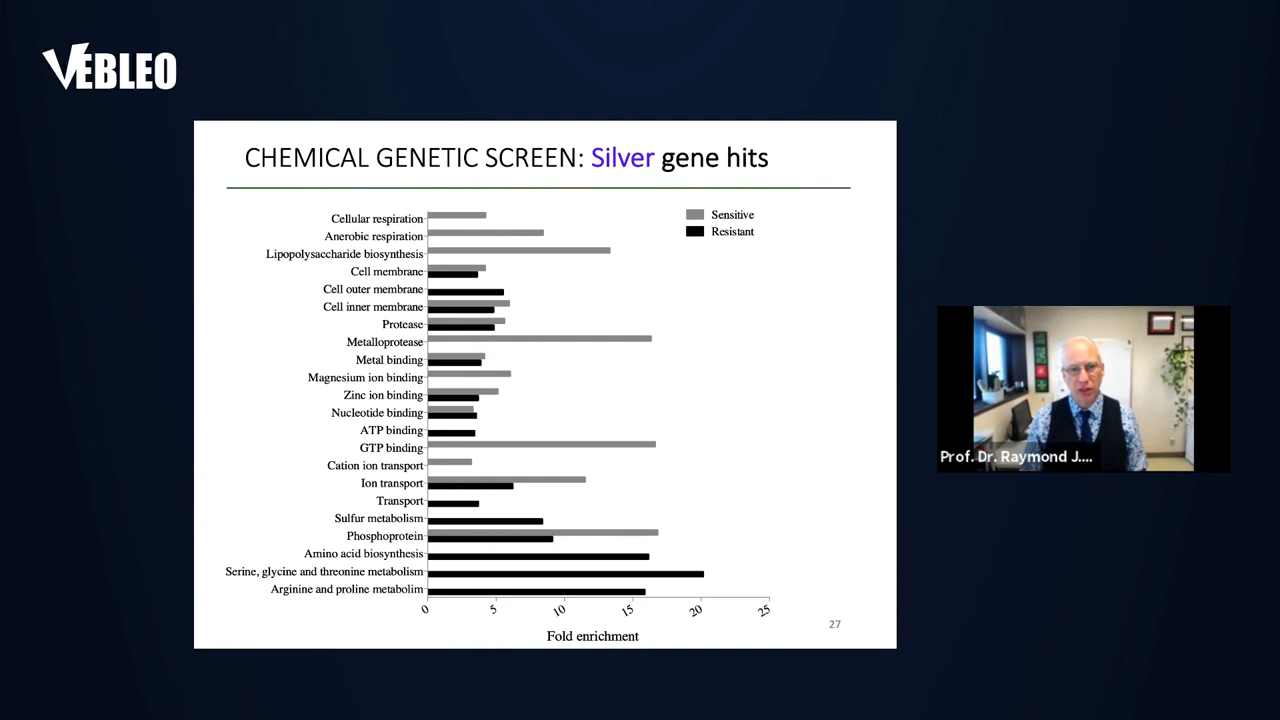 VEBLEO
CHEMICAL GENETIC SCREEN: Silver gene hits
Sensitive
Resistant
Cellular respiration
Anerobic respiration
Lipopolysaccharide biosynthesis
Cell membrane
Cell outer membrane
Cell inner membrane
Protease
Metalloprotease
Metal binding
Magnesium ion binding
Zinc ion binding
Nucleotide binding
ATP binding
GTP binding
Cation ion transport
Ion transport
Transport
Sulfur metabolism
Phosphoprotein
Amino acid biosynthesis
Serine, glycine and threonine metabolism
Arginine and proline metabolim
0 5 10 15 20 25
Fold enrichment
27
Prof. Dr. Raymond J....